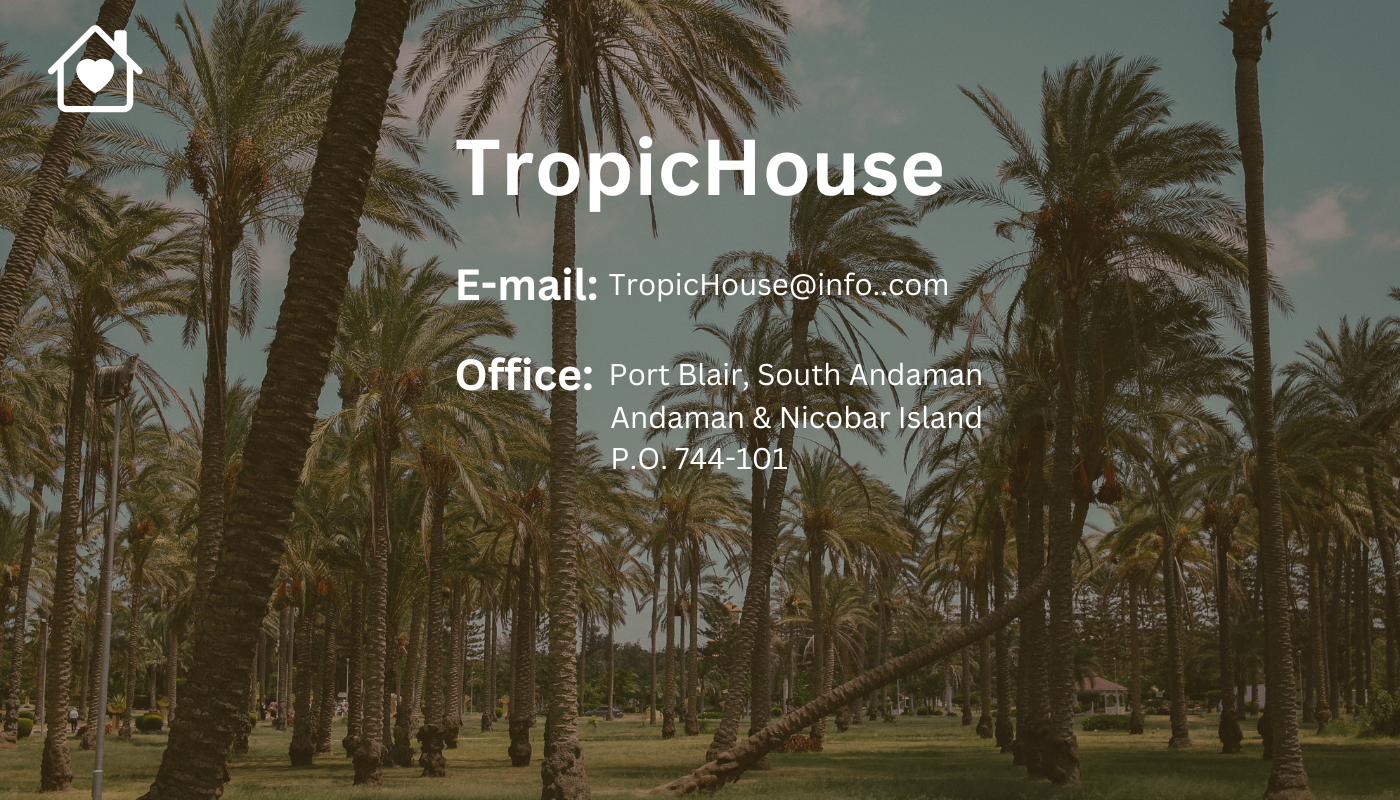 TropicHouse
E-mail: TropicHouse@info..com
Office: Port Blair, South Andaman
Andaman & Nicobar Island
P.O. 744-101